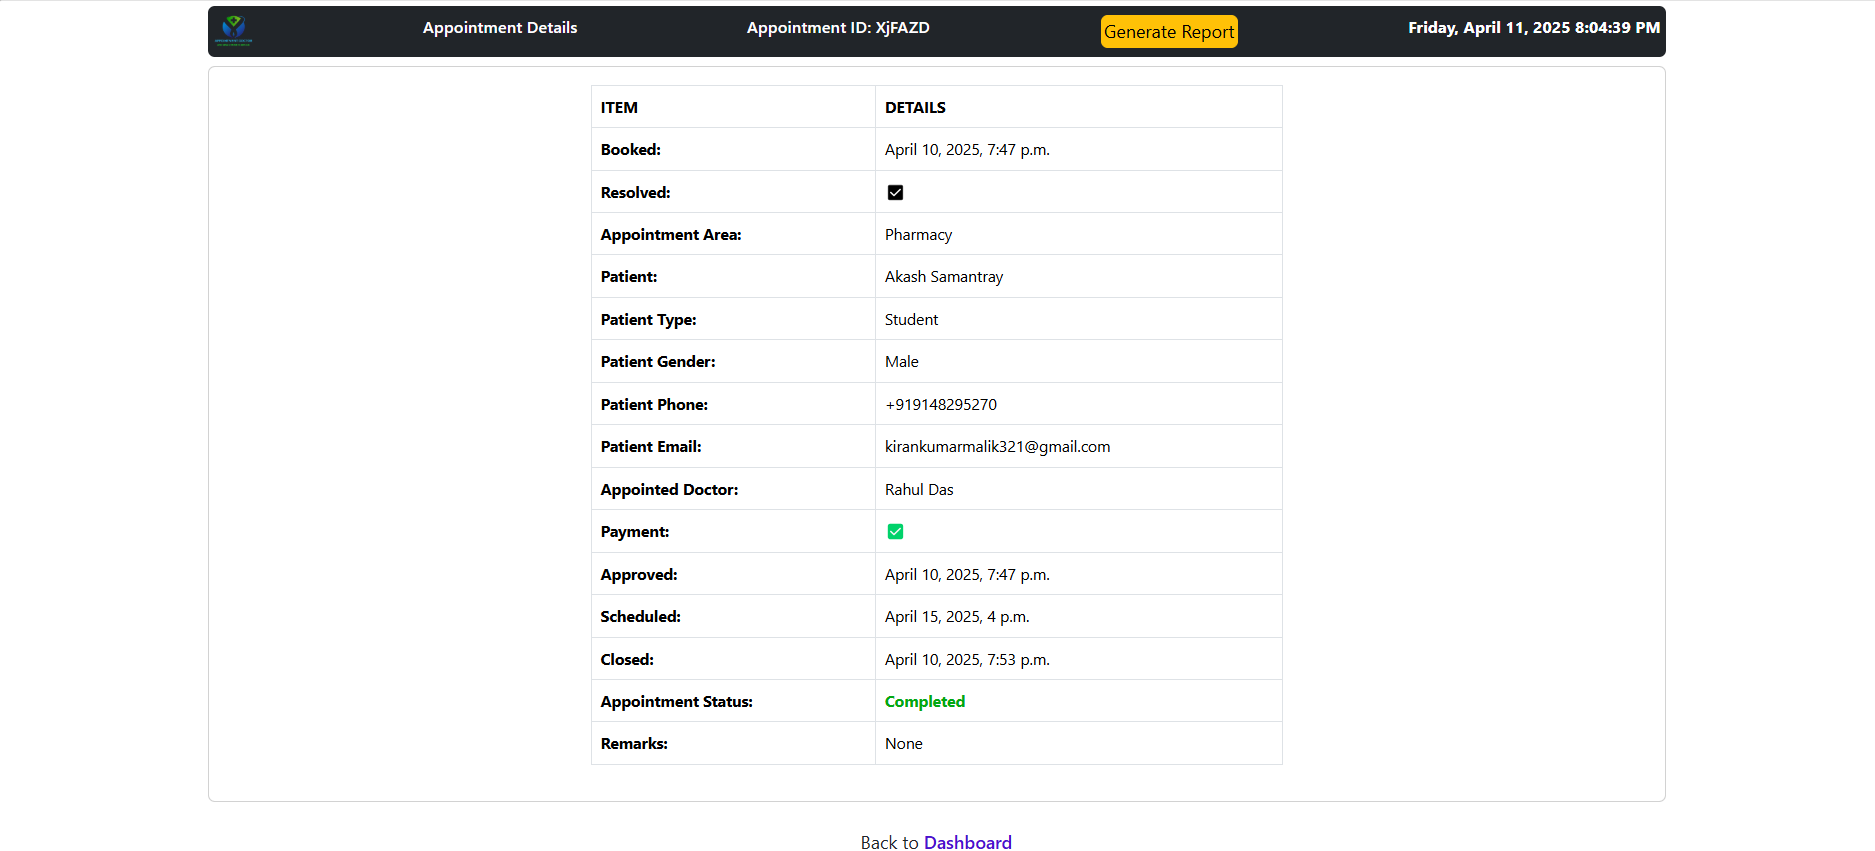 Appointment Details Appointment ID: XjFAZD Generate Report Friday, April 11, 2025 8:04:39 PM
ITEM DETAILS
Booked: April 10, 2025, 7:47 p.m.
Resolved:
Appointment Area: Pharmacy
Patient: Akash Samantray
Patient Type: Student
Patient Gender: Male
Patient Phone: +919148295270
Patient Email: kirankumarmalik321@gmail.com
Appointed Doctor: Rahul Das
Payment:
Approved: April 10, 2025, 7:47 p.m.
Scheduled: April 15, 2025, 4 p.m.
Closed: April 10, 2025, 7:53 p.m.
Appointment Status: Completed
Remarks: None
Back to Dashboard